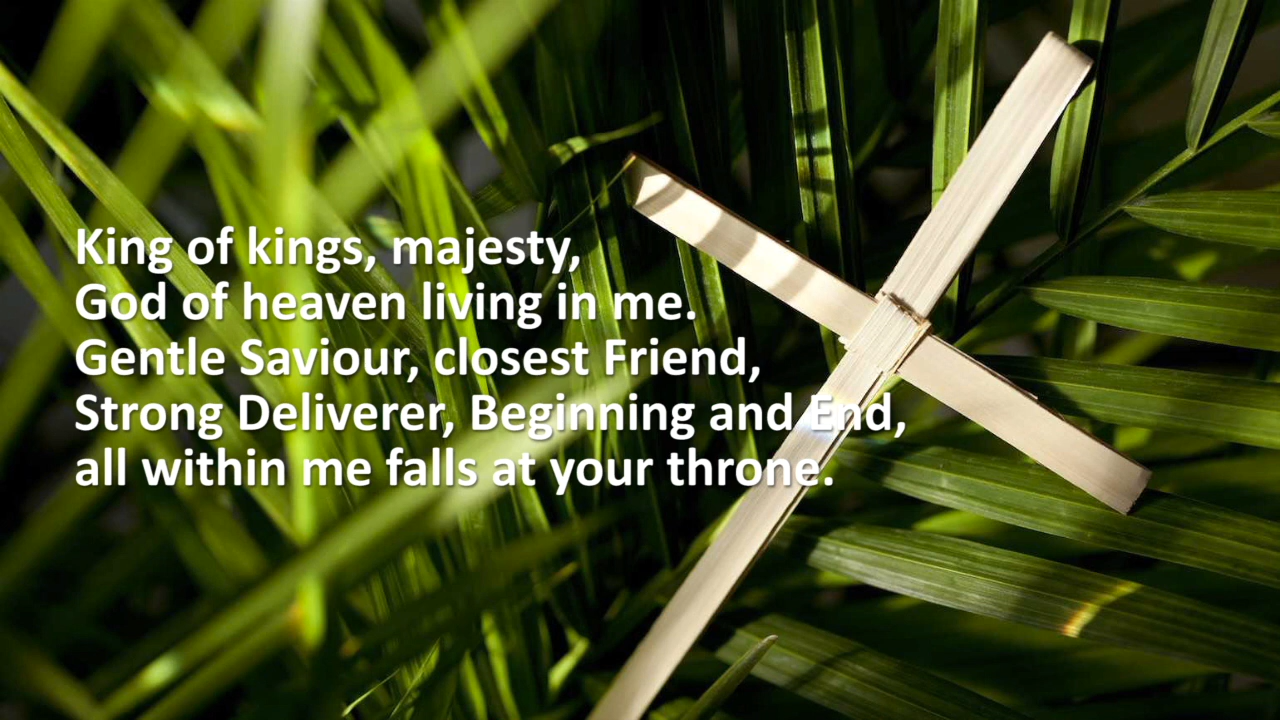 King of kings, majesty,
God of heaven living in me.
Gentle Saviour, closest Friend,
Strong Deliverer, Beginning and End,
all within me falls at your throne.